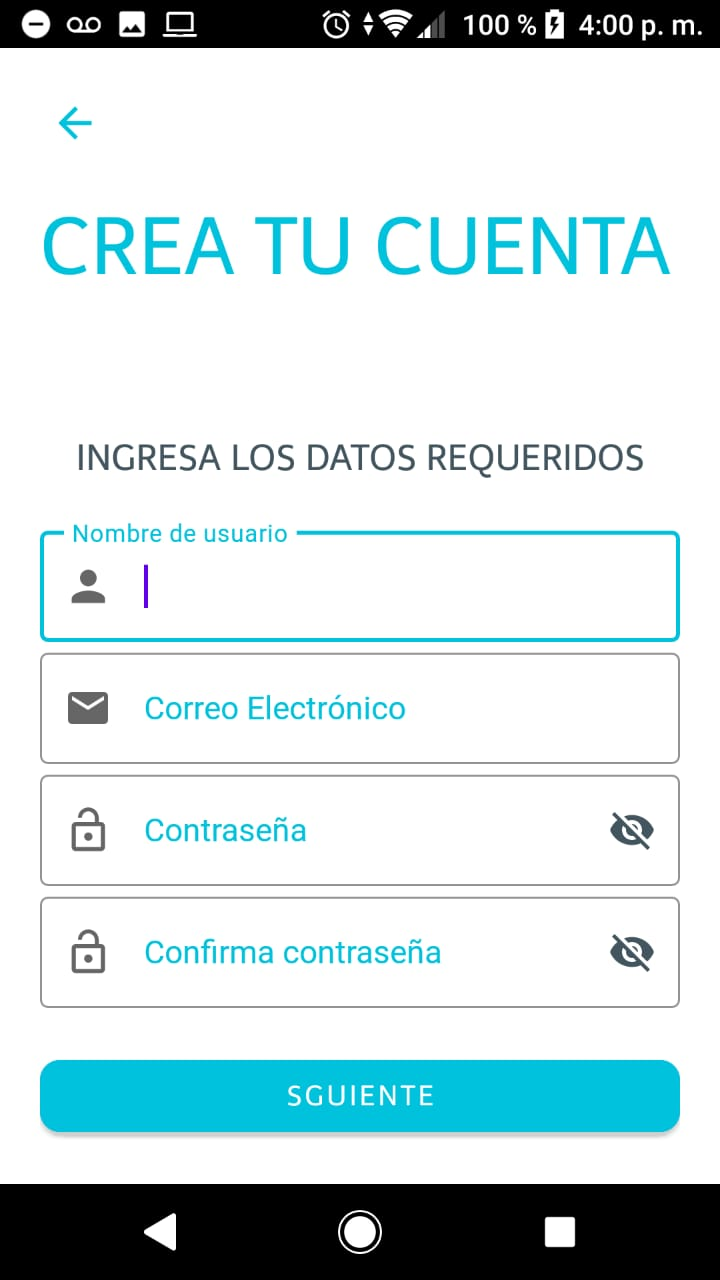 100 % 4:00 p. m.
CREA TU CUENTA
INGRESA LOS DATOS REQUERIDOS
Nombre de usuario
Correo Electrónico
Contraseña
Confirma contraseña
SGUIENTE